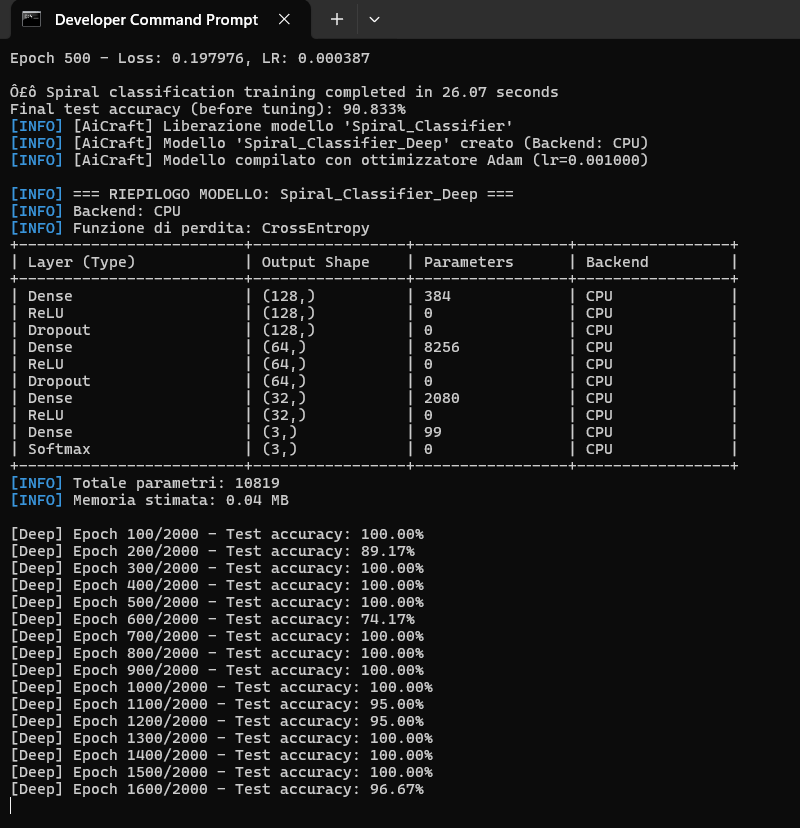 Developer Command Prompt
Epoch 500 - Loss: 0.197976, LR: 0.000387
Ô£ô Spiral classification training completed in 26.07 seconds
Final test accuracy (before tuning): 90.833%
[INFO] [AiCraft] Liberazione modello 'Spiral_Classifier'
[INFO] [AiCraft] Modello 'Spiral_Classifier_Deep' creato (Backend: CPU)
[INFO] [AiCraft] Modello compilato con ottimizzatore Adam (lr=0.001000)
[INFO] === RIEPILOGO MODELLO: Spiral_Classifier_Deep ===
[INFO] Backend: CPU
[INFO] Funzione di perdita: CrossEntropy
+-------------------------+-----------------+-----------------+-----------------+
| Layer (Type) | Output Shape | Parameters | Backend |
+-------------------------+-----------------+-----------------+-----------------+
| Dense | (128,) | 384 | CPU |
| ReLU | (128,) | 0 | CPU |
| Dropout | (128,) | 0 | CPU |
| Dense | (64,) | 8256 | CPU |
| ReLU | (64,) | 0 | CPU |
| Dropout | (64,) | 0 | CPU |
| Dense | (32,) | 2080 | CPU |
| ReLU | (32,) | 0 | CPU |
| Dense | (3,) | 99 | CPU |
| Softmax | (3,) | 0 | CPU |
+-------------------------+-----------------+-----------------+-----------------+
[INFO] Totale parametri: 10819
[INFO] Memoria stimata: 0.04 MB
[Deep] Epoch 100/2000 - Test accuracy: 100.00%
[Deep] Epoch 200/2000 - Test accuracy: 89.17%
[Deep] Epoch 300/2000 - Test accuracy: 100.00%
[Deep] Epoch 400/2000 - Test accuracy: 100.00%
[Deep] Epoch 500/2000 - Test accuracy: 100.00%
[Deep] Epoch 600/2000 - Test accuracy: 74.17%
[Deep] Epoch 700/2000 - Test accuracy: 100.00%
[Deep] Epoch 800/2000 - Test accuracy: 100.00%
[Deep] Epoch 900/2000 - Test accuracy: 100.00%
[Deep] Epoch 1000/2000 - Test accuracy: 100.00%
[Deep] Epoch 1100/2000 - Test accuracy: 95.00%
[Deep] Epoch 1200/2000 - Test accuracy: 95.00%
[Deep] Epoch 1300/2000 - Test accuracy: 100.00%
[Deep] Epoch 1400/2000 - Test accuracy: 100.00%
[Deep] Epoch 1500/2000 - Test accuracy: 100.00%
[Deep] Epoch 1600/2000 - Test accuracy: 96.67%